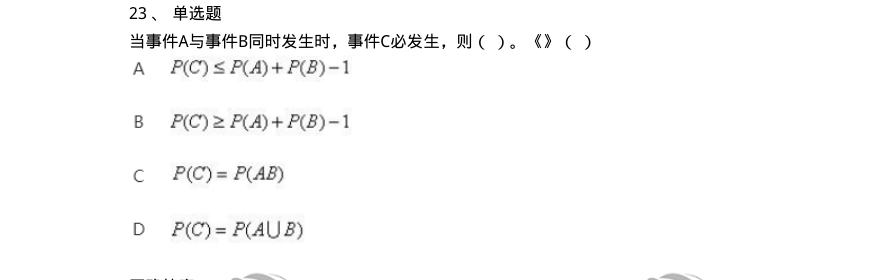 23 、 单选题
当事件A与事件B同时发生时，事件C必发生，则（ ）。《》（ ）
A P(C) ≤ P(A) + P(B) − 1
B P(C) ≥ P(A) + P(B) − 1
C P(C) = P(AB)
D P(C) = P(A⋃B)